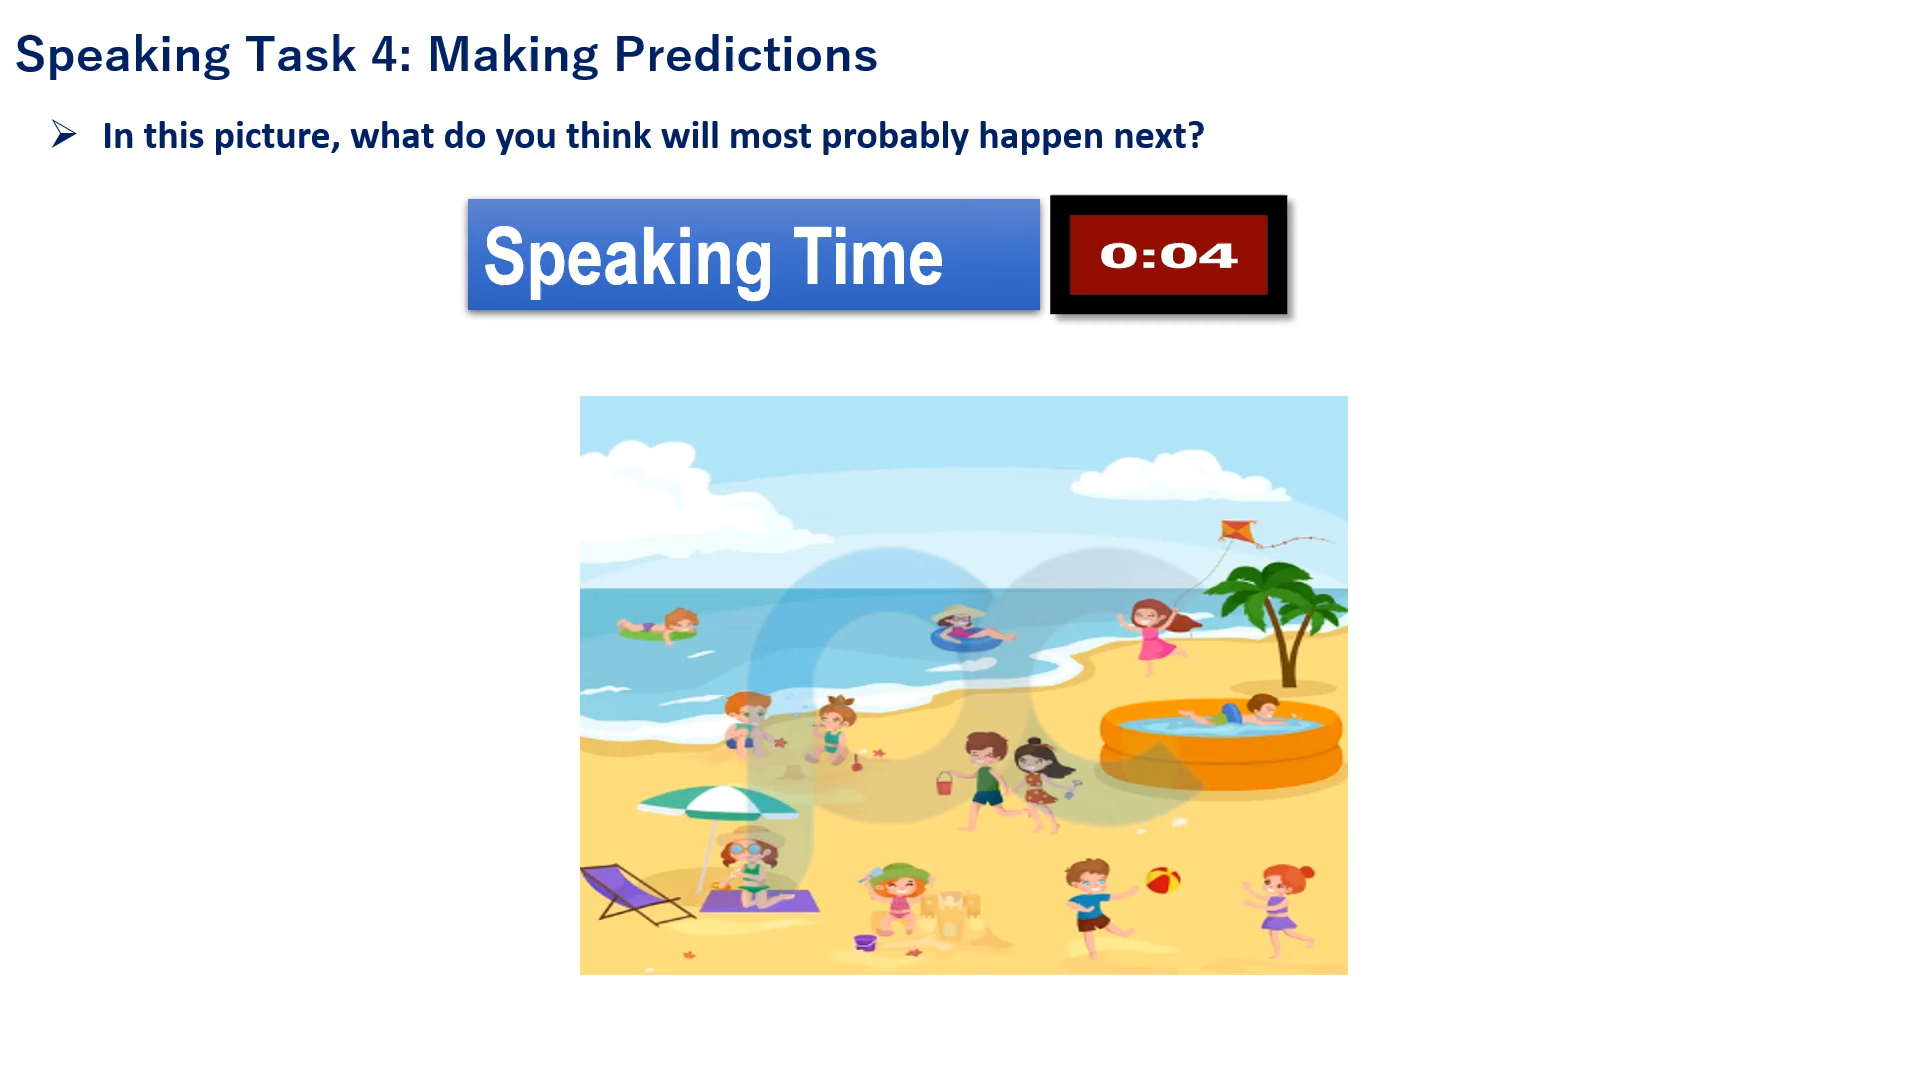 Speaking Task 4: Making Predictions
➢ In this picture, what do you think will most probably happen next?
Speaking Time
0:04